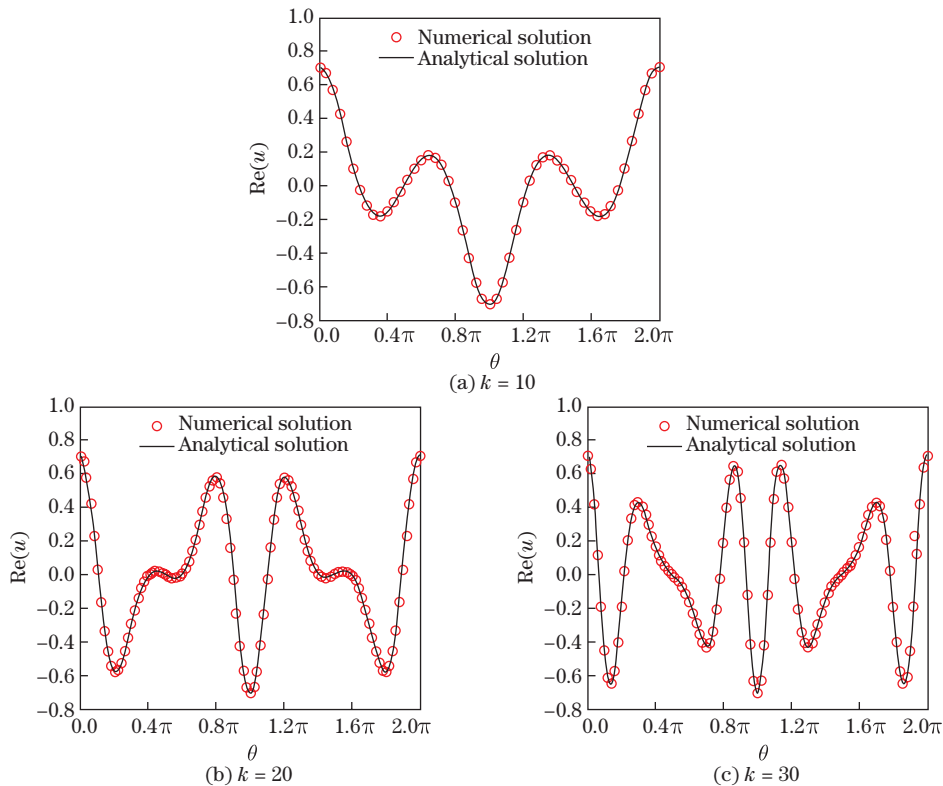 1.0
Numerical solution
0.8
Analytical solution
0.6
0.4
0.2
0.0
−0.2
−0.4
−0.6
−0.8
Re(u)
0.0 0.4π 0.8π 1.2π 1.6π 2.0π
θ
(a) k = 10
1.0
Numerical solution
0.8
Analytical solution
0.6
0.4
0.2
0.0
−0.2
−0.4
−0.6
−0.8
Re(u)
0.0 0.4π 0.8π 1.2π 1.6π 2.0π
θ
(b) k = 20
1.0
Numerical solution
0.8
Analytical solution
0.6
0.4
0.2
0.0
−0.2
−0.4
−0.6
−0.8
Re(u)
0.0 0.4π 0.8π 1.2π 1.6π 2.0π
θ
(c) k = 30